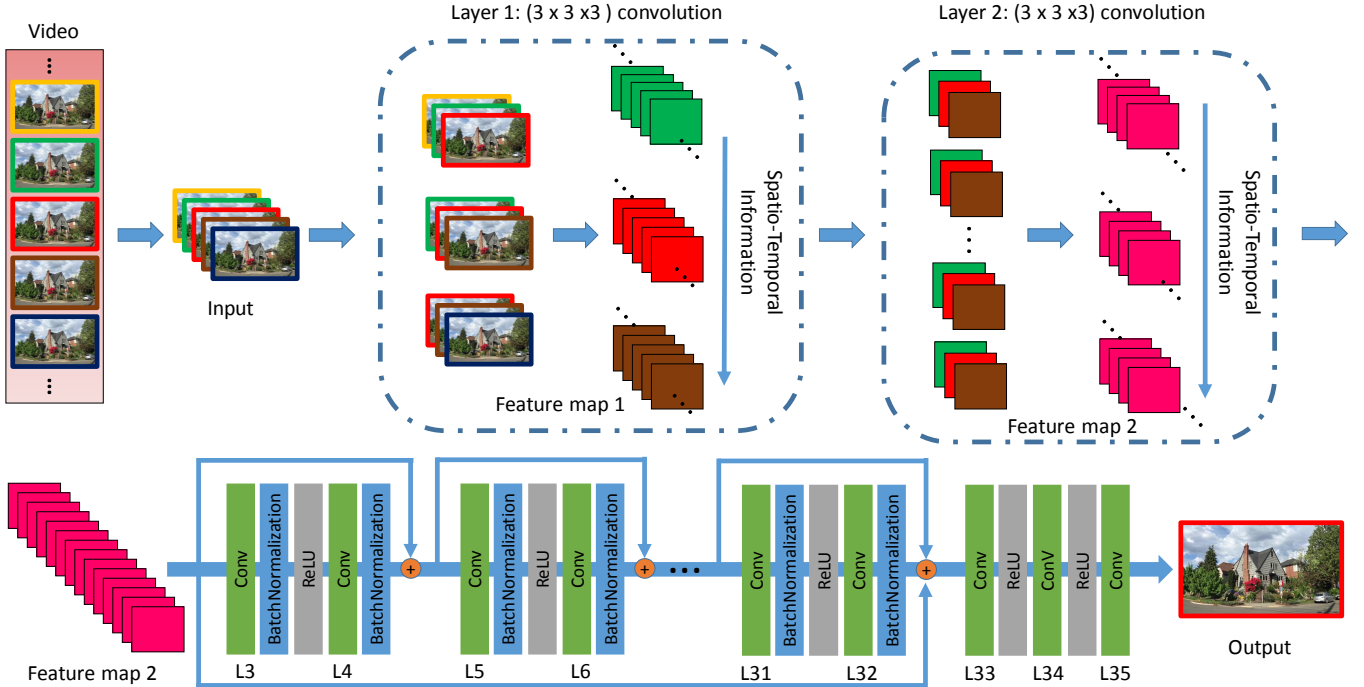 Video
Layer 1: (3 x 3 x3 ) convolution
Layer 2: (3 x 3 x3) convolution
Input
Feature map 1
Spatio-Temporal
Information
Feature map 2
Spatio-Temporal
Information
Feature map 2
Conv
BatchNormalization
ReLU
Conv
BatchNormalization
+
L3
L4
Conv
BatchNormalization
ReLU
Conv
BatchNormalization
+
L5
L6
Conv
BatchNormalization
ReLU
Conv
BatchNormalization
+
L31
L32
Conv
ReLU
ConV
ReLU
Conv
L33
L34
L35
Output